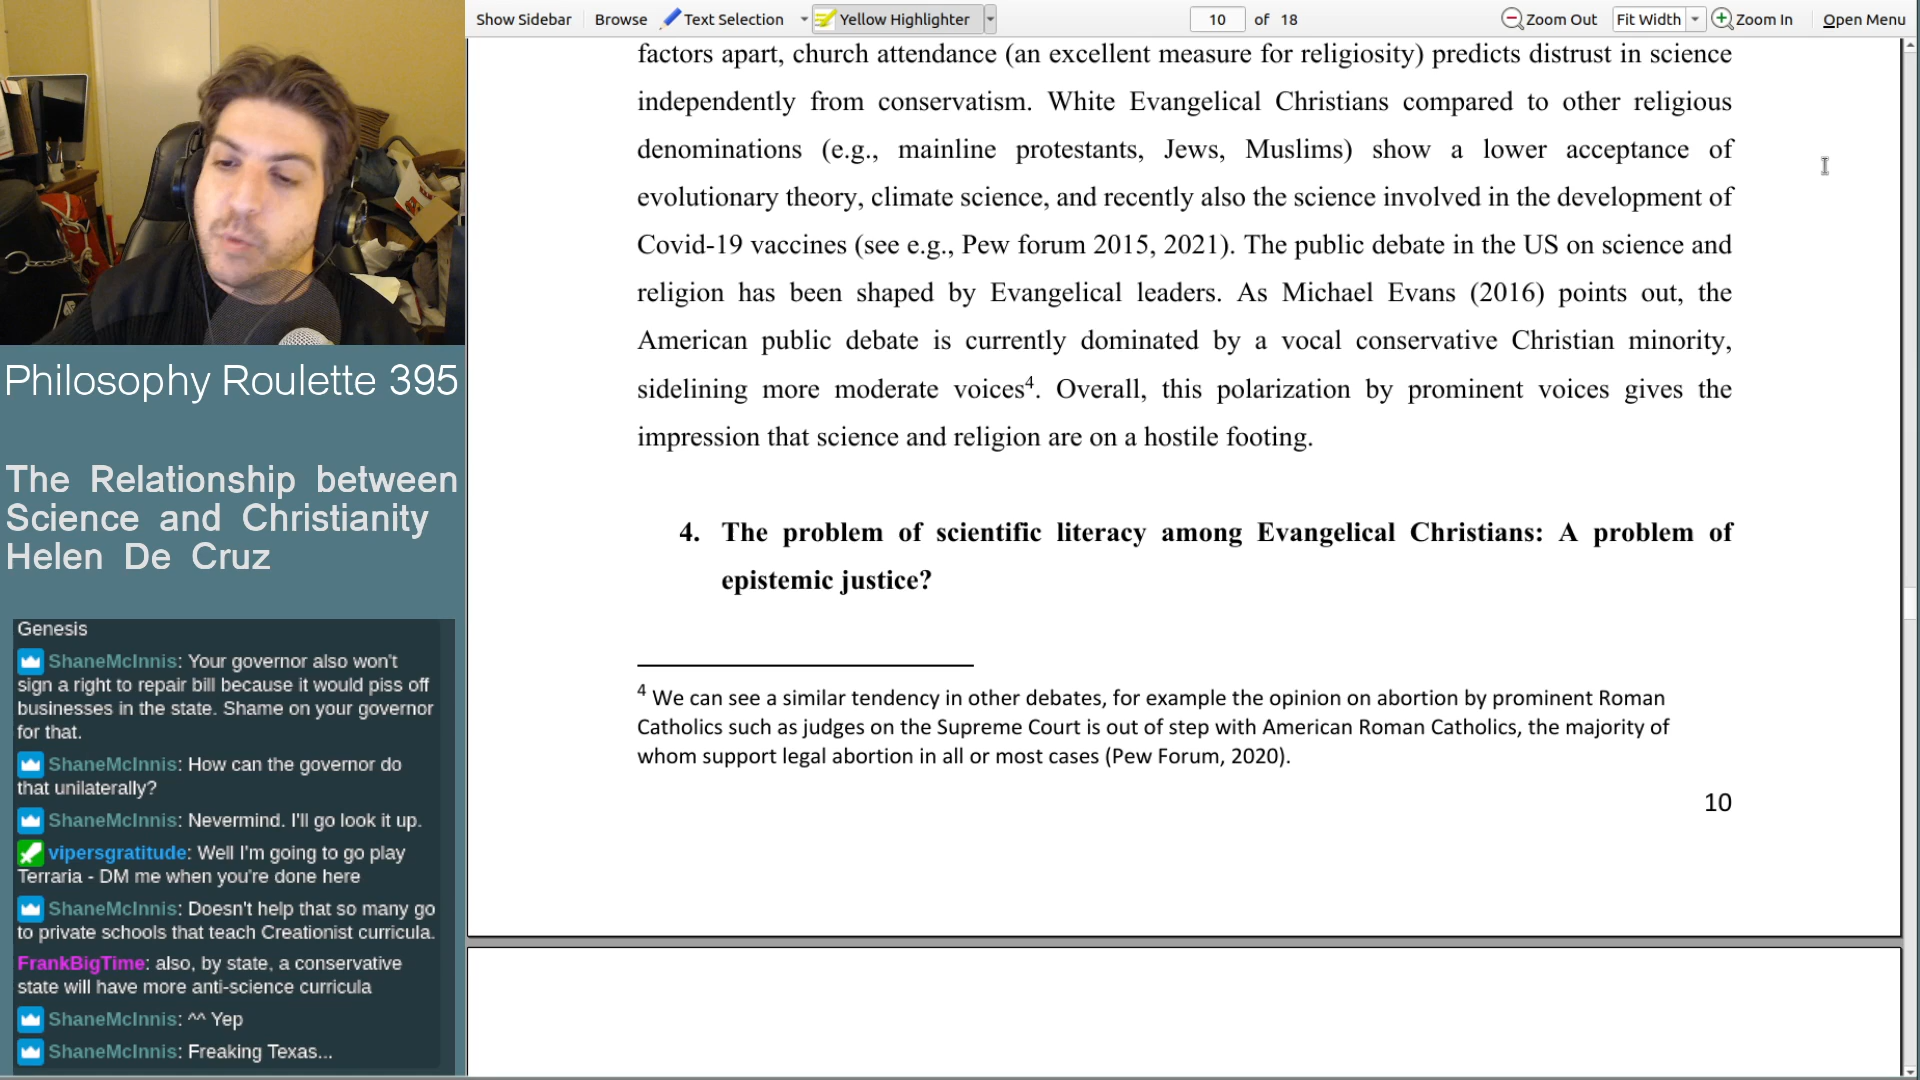 Show Sidebar Browse Text Selection Yellow Highlighter 10 of 18 Zoom Out Fit Width Zoom In Open Menu
factors apart, church attendance (an excellent measure for religiosity) predicts distrust in science
independently from conservatism. White Evangelical Christians compared to other religious
denominations (e.g., mainline protestants, Jews, Muslims) show a lower acceptance of
evolutionary theory, climate science, and recently also the science involved in the development of
Covid-19 vaccines (see e.g., Pew forum 2015, 2021). The public debate in the US on science and
religion has been shaped by Evangelical leaders. As Michael Evans (2016) points out, the
American public debate is currently dominated by a vocal conservative Christian minority,
sidelining more moderate voices4. Overall, this polarization by prominent voices gives the
impression that science and religion are on a hostile footing.
4. The problem of scientific literacy among Evangelical Christians: A problem of
epistemic justice?
4 We can see a similar tendency in other debates, for example the opinion on abortion by prominent Roman
Catholics such as judges on the Supreme Court is out of step with American Roman Catholics, the majority of
whom support legal abortion in all or most cases (Pew Forum, 2020).
10
Philosophy Roulette 395
The Relationship between
Science and Christianity
Helen De Cruz
Genesis
ShaneMcInnis: Your governor also won't
sign a right to repair bill because it would piss off
businesses in the state. Shame on your governor
for that.
ShaneMcInnis: How can the governor do
that unilaterally?
ShaneMcInnis: Nevermind. I'll go look it up.
vipersgratitude: Well I'm going to go play
Terraria - DM me when you're done here
ShaneMcInnis: Doesn't help that so many go
to private schools that teach Creationist curricula.
FrankBigTime: also, by state, a conservative
state will have more anti-science curricula
ShaneMcInnis: ^^ Yep
ShaneMcInnis: Freaking Texas...